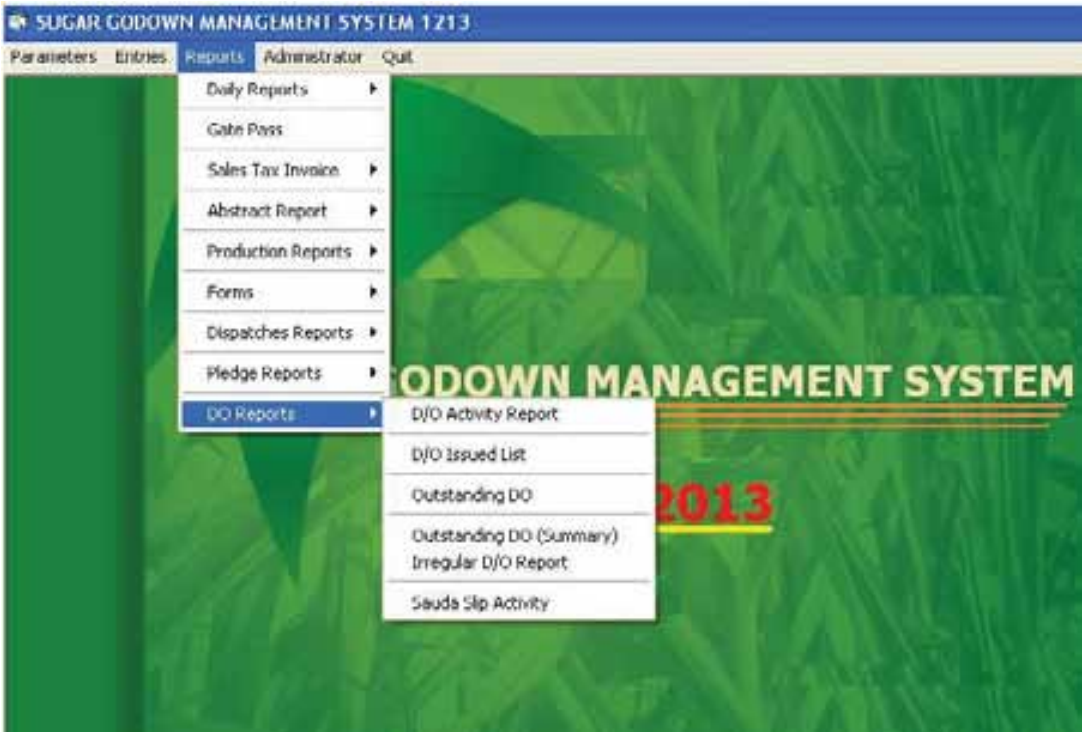 SUGAR GODOWN MANAGEMENT SYSTEM 1213
Parameters Entries Reports Administrator Quit
Daily Reports
Gate Pass
Sales Tax Invoice
Abstract Report
Production Reports
Forms
Dispatches Reports
Pledge Reports
DO Reports
D/O Activity Report
D/O Issued List
Outstanding DO
Outstanding DO (Summary)
Irregular D/O Report
Sauda Slip Activity
ODOWN MANAGEMENT SYSTEM
2013